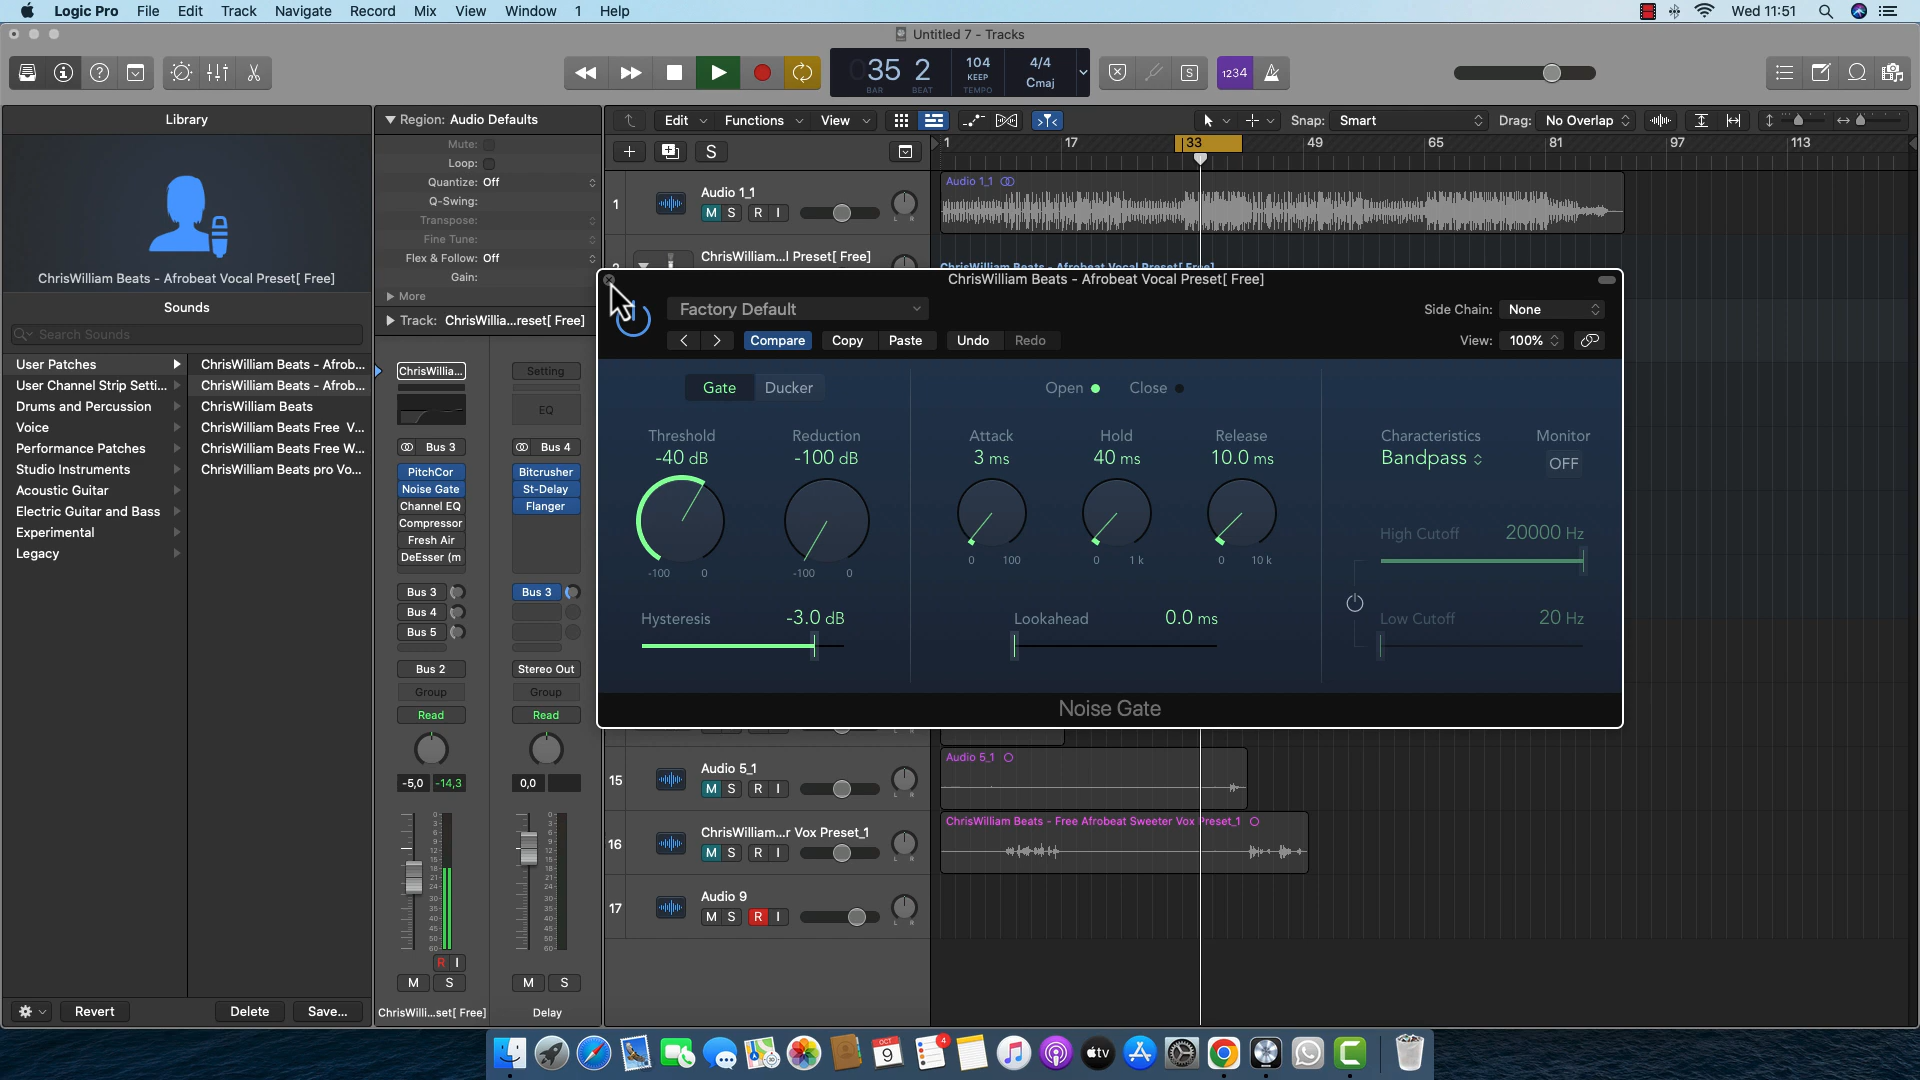 Logic Pro File Edit Track Navigate Record Mix View Window 1 Help
Wed 11:51
Untitled 7 - Tracks
35 2 104 4/4
KEEP Cmaj
BAR BEAT TEMPO
S 1234
Library
Region: Audio Defaults
Mute:
Loop:
Quantize: Off
Q-Swing:
Transpose:
Fine Tune:
Flex & Follow: Off
Gain:
More
Track: ChrisWillia...reset[ Free]
ChrisWilliam Beats - Afrobeat Vocal Preset[ Free]
Sounds
Search Sounds
User Patches
User Channel Strip Setti...
Drums and Percussion
Voice
Performance Patches
Studio Instruments
Acoustic Guitar
Electric Guitar and Bass
Experimental
Legacy
ChrisWilliam Beats - Afrob...
ChrisWilliam Beats - Afrob...
ChrisWilliam Beats
ChrisWilliam Beats Free V...
ChrisWilliam Beats Free W...
ChrisWilliam Beats pro Vo...
Revert Delete Save...
ChrisWillia... Setting
EQ
Bus 3 Bus 4
PitchCor Bitcrusher
Noise Gate St-Delay
Channel EQ Flanger
Compressor
Fresh Air
DeEsser (m
Bus 3 Bus 3
Bus 4
Bus 5
Bus 2 Stereo Out
Group Group
Read Read
-5,0 -14,3 0,0
R I
M S M S
ChrisWilli...set[ Free] Delay
Edit Functions View
Snap: Smart Drag: No Overlap
S
1 17 33 49 65 81 97 113
1 Audio 1_1
M S R I
L R
Audio 1_1
ChrisWilliam...l Preset[ Free]
ChrisWilliam Beats - Afrobeat Vocal Preset[ Free]
ChrisWilliam Beats - Afrobeat Vocal Preset[ Free]
Factory Default
Side Chain: None
Compare Copy Paste Undo Redo
View: 100%
Gate Ducker
Open Close
Threshold Reduction Attack Hold Release Characteristics Monitor
-40 dB -100 dB 3 ms 40 ms 10.0 ms Bandpass OFF
High Cutoff 20000 Hz
-100 0 -100 0 0 100 0 1 k 0 10 k
Hysteresis -3.0 dB Lookahead 0.0 ms Low Cutoff 20 Hz
Noise Gate
15 Audio 5_1
M S R I
L R
Audio 5_1
16 ChrisWilliam...r Vox Preset_1
M S R I
L R
ChrisWilliam Beats - Free Afrobeat Sweeter Vox Preset_1
17 Audio 9
M S R I
L R
OCT
9
4
tv